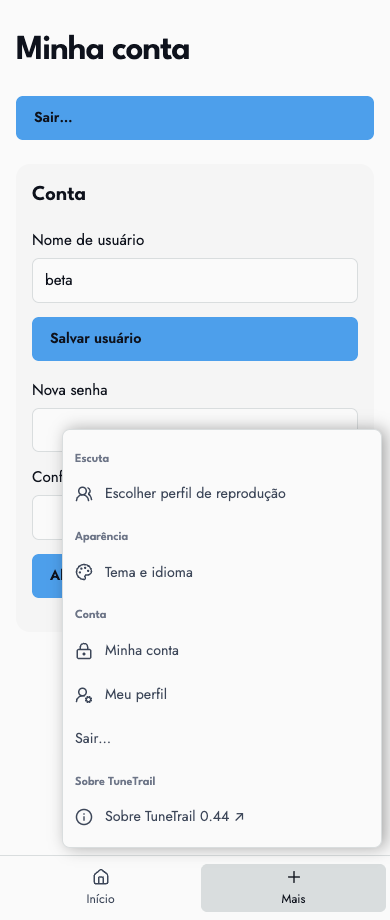 Minha conta
Sair...
Conta
Nome de usuário
beta
Salvar usuário
Nova senha
Escuta
Escolher perfil de reprodução
Aparência
Tema e idioma
Conta
Minha conta
Meu perfil
Sair...
Sobre TuneTrail
Sobre TuneTrail 0.44 ↗
Início
Mais